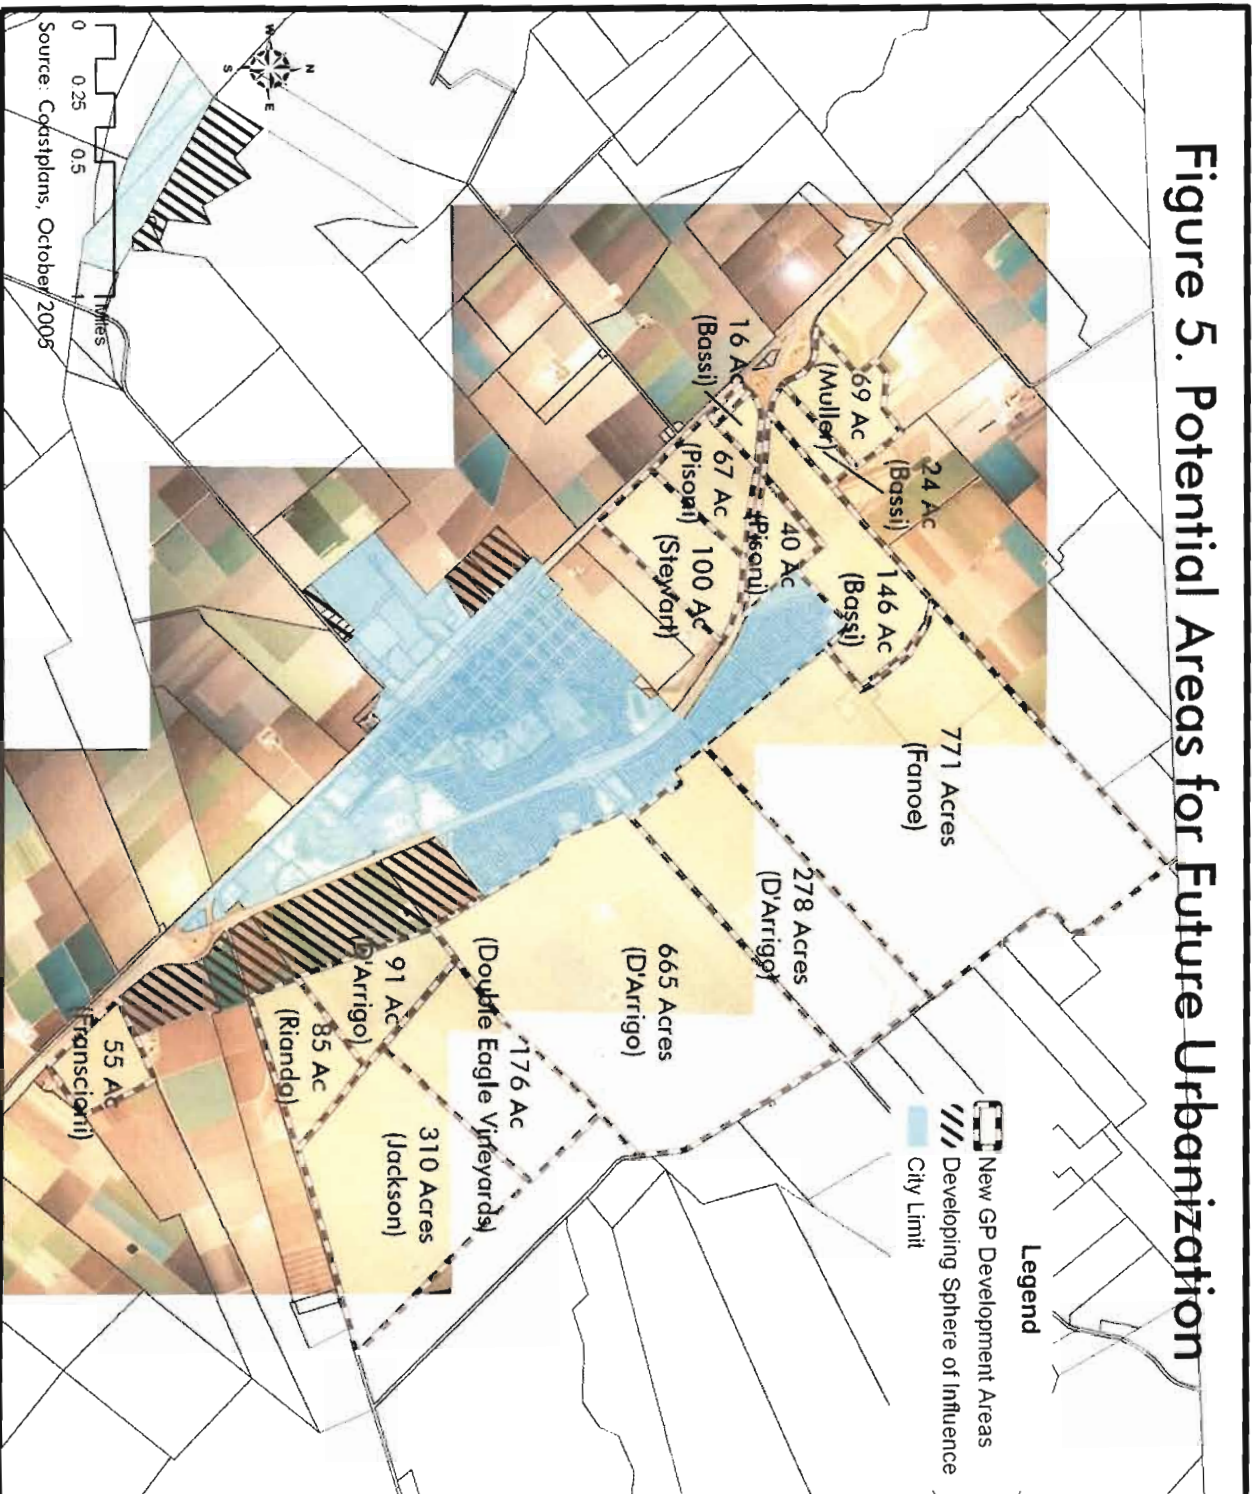 Figure 5. Potential Areas for Future Urbanization
Legend
New GP Development Areas
Developing Sphere of Influence
City Limit
69 Ac
(Muller)
24 Ac
(Bassi)
16 Ac
(Bassi)
67 Ac
(Pisoni)
40 Ac
(Pisoni)
100 Ac
(Stewart)
146 Ac
(Bassi)
771 Acres
(Fanoe)
278 Acres
(D'Arrigo)
665 Acres
(D'Arrigo)
176 Ac
(Double Eagle Vineyards)
91 Ac
(D'Arrigo)
85 Ac
(Rianda)
310 Acres
(Jackson)
55 Ac
(Franscioni)
N
W
E
S
0 0.25 0.5 1 Miles
Source: Coastplans, October 2005